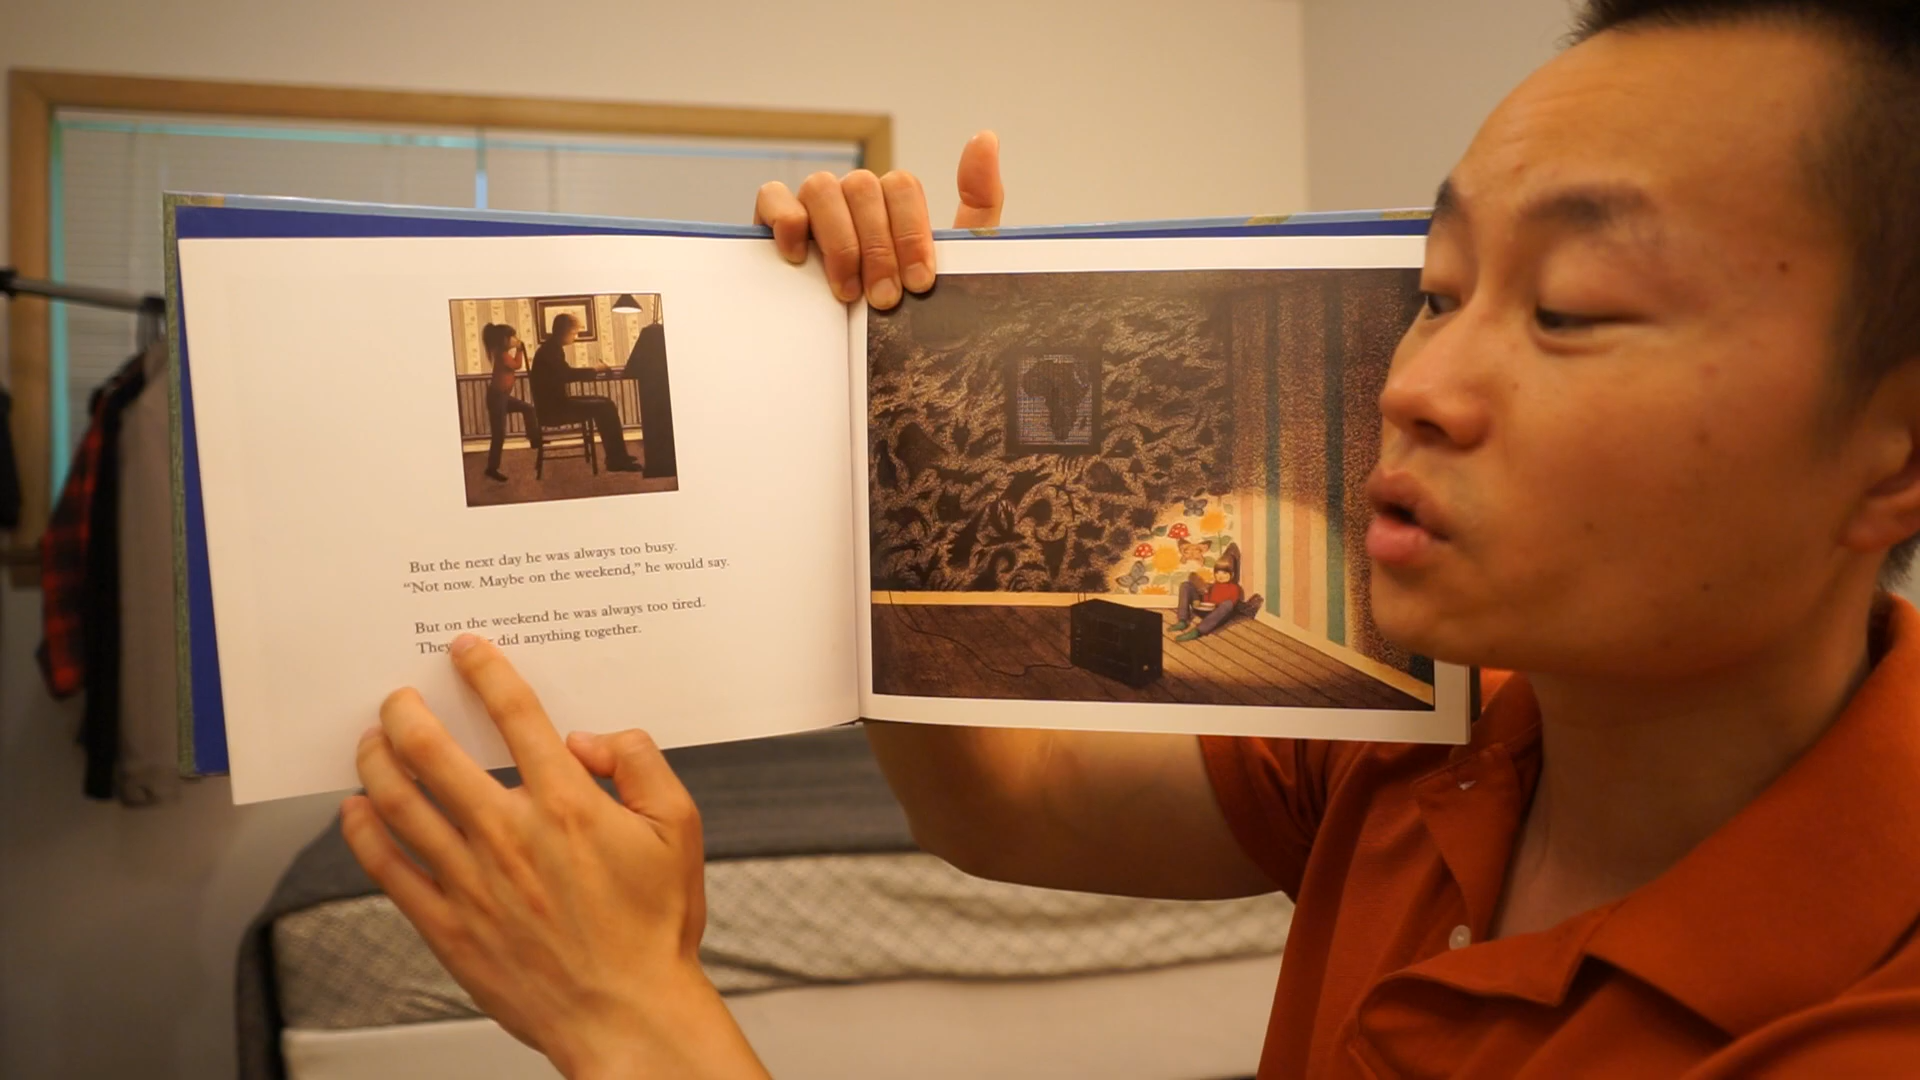 But the next day he was always too busy.
“Not now. Maybe on the weekend,” he would say.
But on the weekend he was always too tired.
They did anything together.